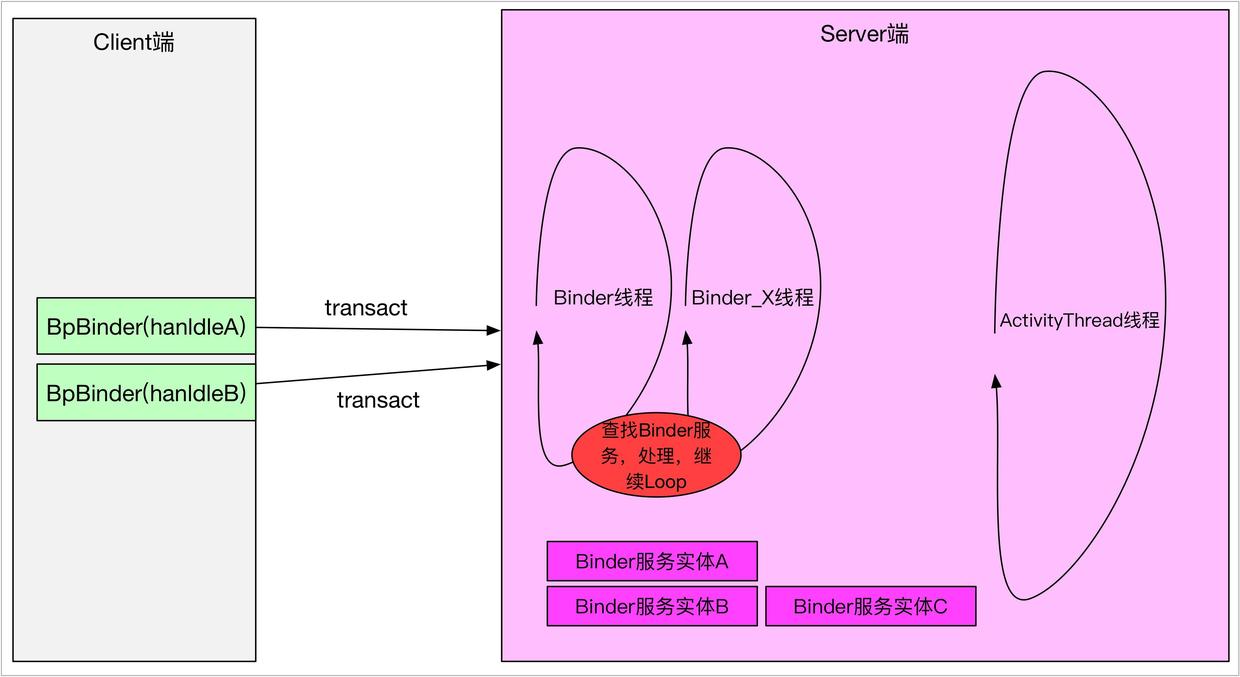 Client端
Server端
BpBinder(hanldleA)
BpBinder(hanldleB)
transact
transact
Binder线程
Binder_X线程
ActivityThread线程
查找Binder服
务，处理，继
续Loop
Binder服务实体A
Binder服务实体B
Binder服务实体C